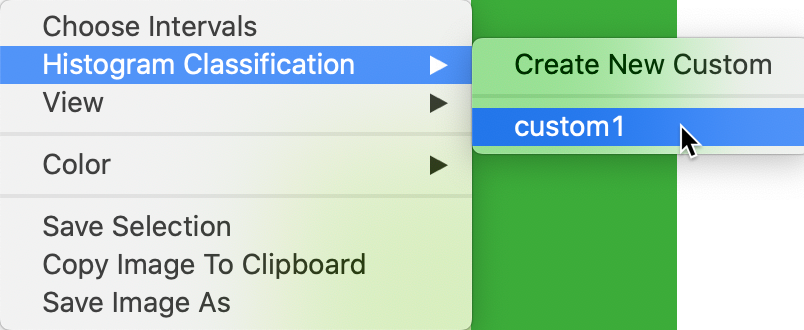 Choose Intervals
Histogram Classification
View
Color
Save Selection
Copy Image To Clipboard
Save Image As
Create New Custom
custom1